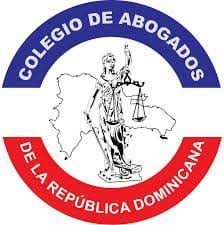 COLEGIO DE ABOGADOS
DE LA REPÚBLICA DOMINICANA